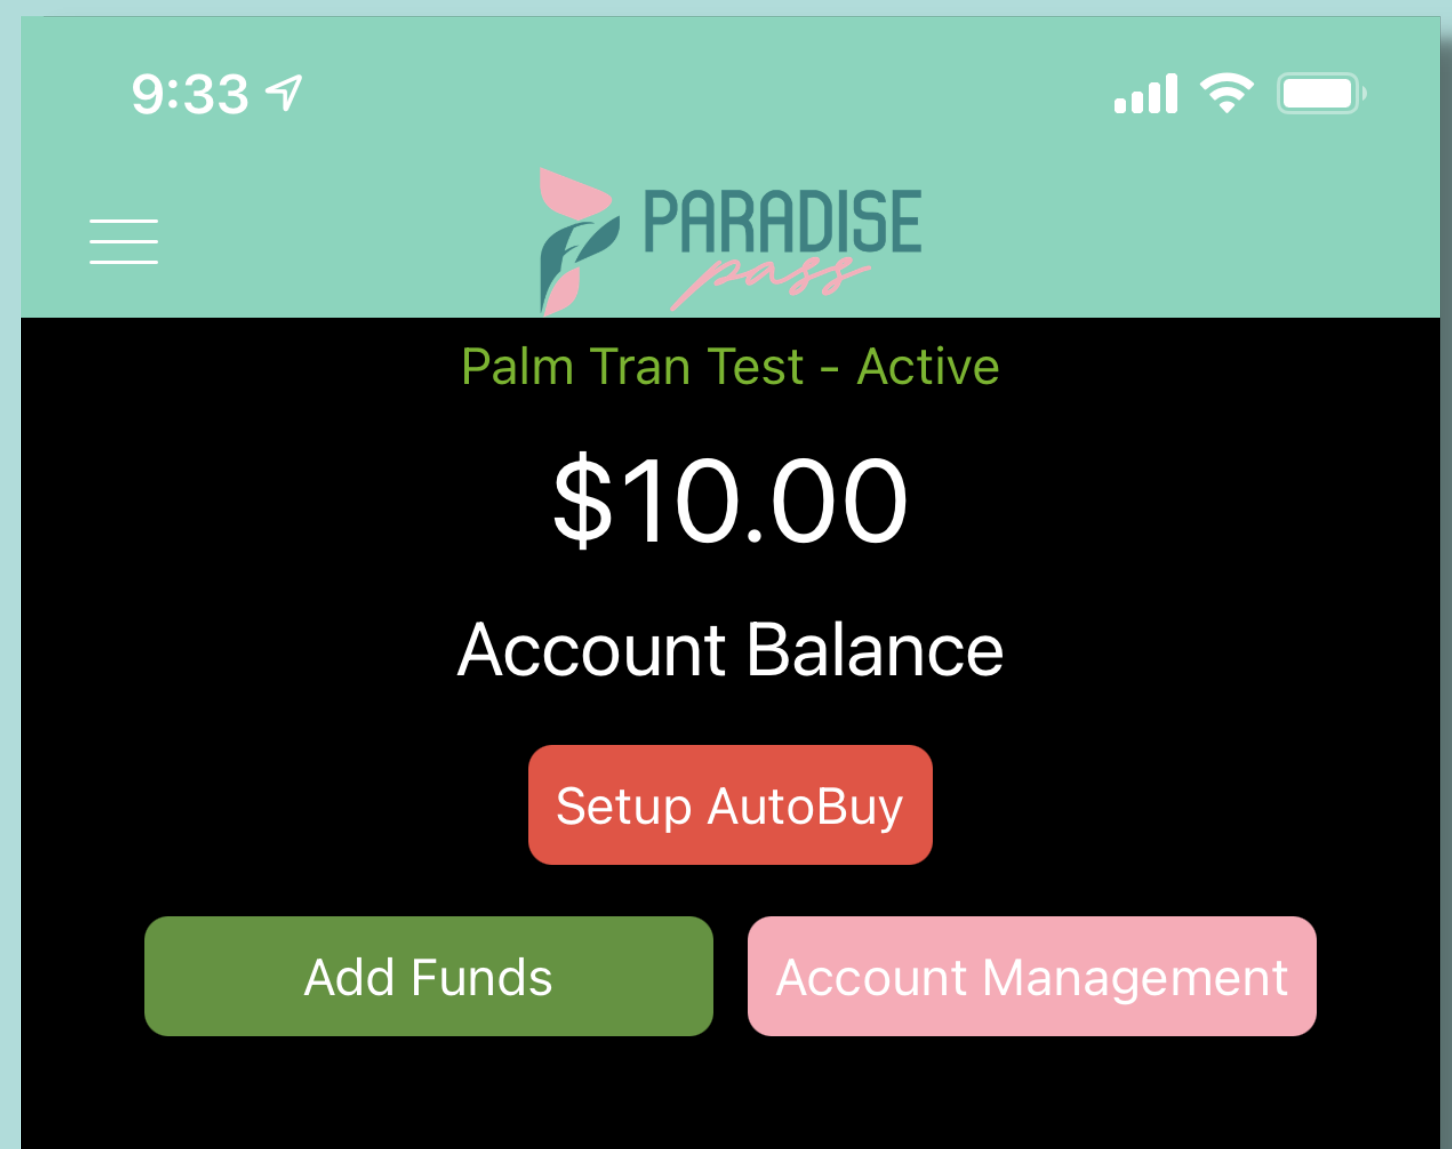 9:33
PARADISE
pass
Palm Tran Test - Active
$10.00
Account Balance
Setup AutoBuy
Add Funds
Account Management